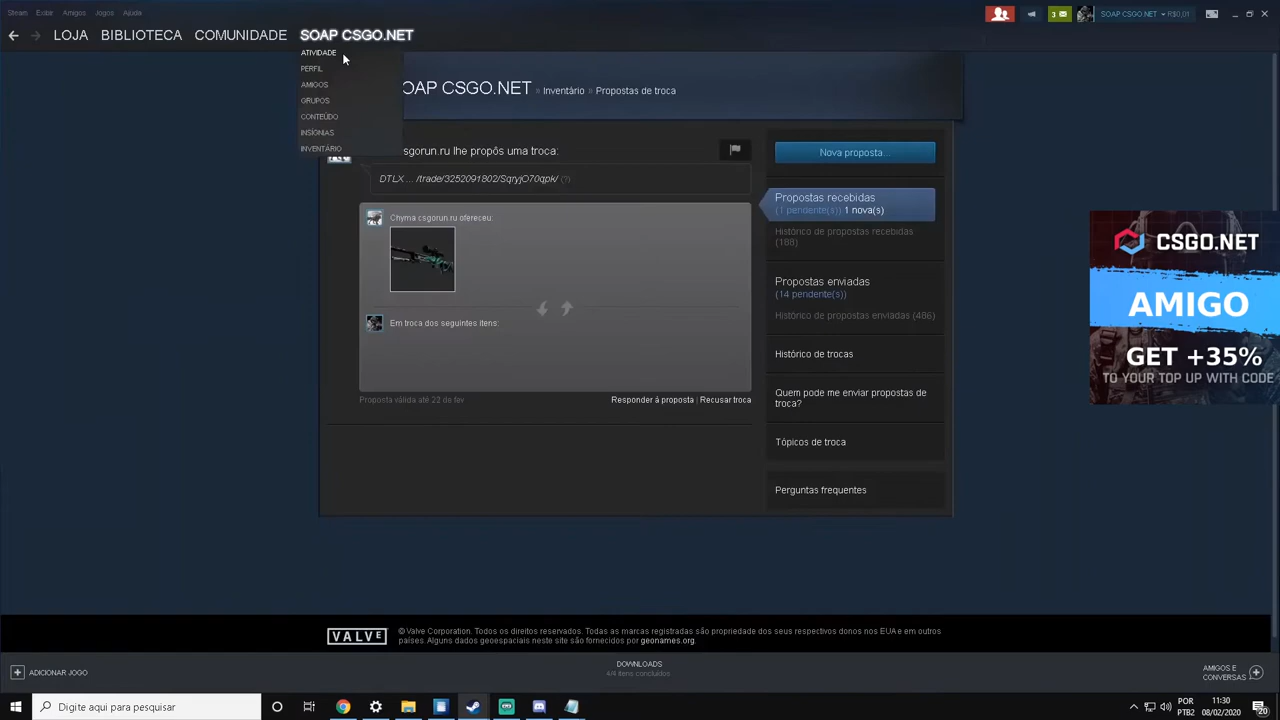 Steam Exibir Amigos Jogos Ajuda
3 SOAP CSGO.NET R$0,01
LOJA BIBLIOTECA COMUNIDADE SOAP CSGO.NET
ATIVIDADE
PERFIL
AMIGOS
GRUPOS
CONTEÚDO
INSÍGNIAS
INVENTÁRIO
OAP CSGO.NET » Inventário » Propostas de troca
csgorun.ru lhe propôs uma troca:
DTLX ... /trade/3252091802/SqryjO70qpk/ (?)
Chyma csgorun.ru ofereceu:
Em troca dos seguintes itens:
Proposta válida até 22 de fev
Responder à proposta | Recusar troca
Nova proposta...
Propostas recebidas
(1 pendente(s)) 1 nova(s)
Histórico de propostas recebidas
(188)
Propostas enviadas
(14 pendente(s))
Histórico de propostas enviadas (486)
Histórico de trocas
Quem pode me enviar propostas de
troca?
Tópicos de troca
Perguntas frequentes
CSGO.NET
AMIGO
GET +35%
TO YOUR TOP UP WITH CODE
VALVE
© Valve Corporation. Todos os direitos reservados. Todas as marcas registradas são propriedade dos seus respectivos donos nos EUA e em outros
países. Alguns dados geoespaciais neste site são fornecidos por geonames.org.
ADICIONAR JOGO
DOWNLOADS
4/4 itens concluídos
AMIGOS E
CONVERSAS
Digite aqui para pesquisar
POR
PTB2
11:30
08/02/2020
20